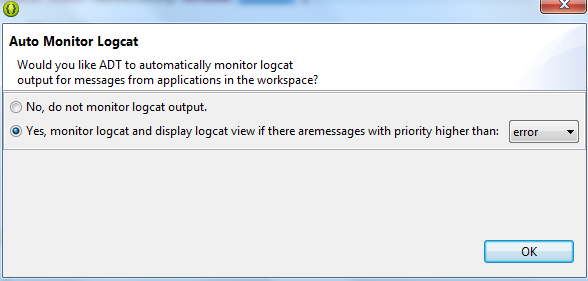 Auto Monitor Logcat
Would you like ADT to automatically monitor logcat
output for messages from applications in the workspace?
No, do not monitor logcat output.
Yes, monitor logcat and display logcat view if there aremessages with priority higher than: error
OK